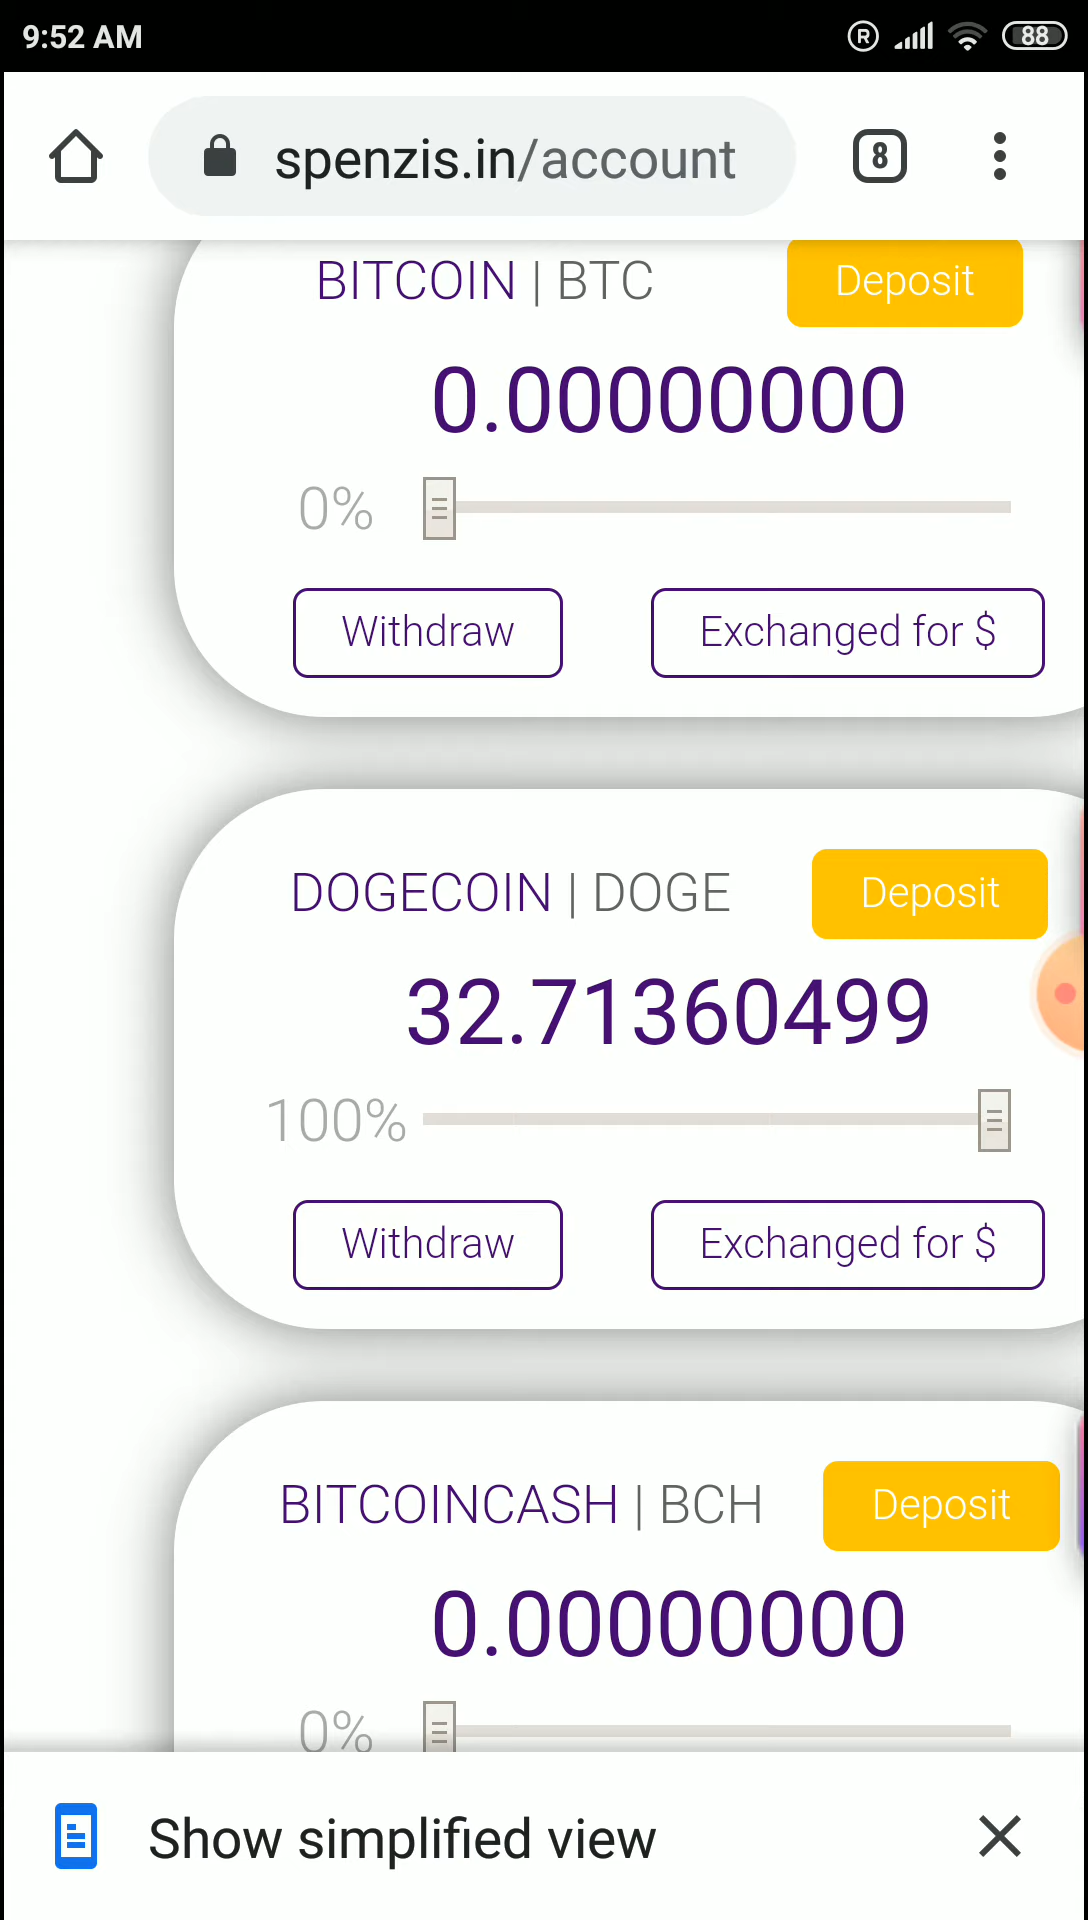 9:52 AM
R
88
spenzis.in/account
8
BITCOIN | BTC
Deposit
0.00000000
0%
Withdraw
Exchanged for $
DOGECOIN | DOGE
Deposit
32.71360499
100%
Withdraw
Exchanged for $
BITCOINCASH | BCH
Deposit
0.00000000
0%
Show simplified view